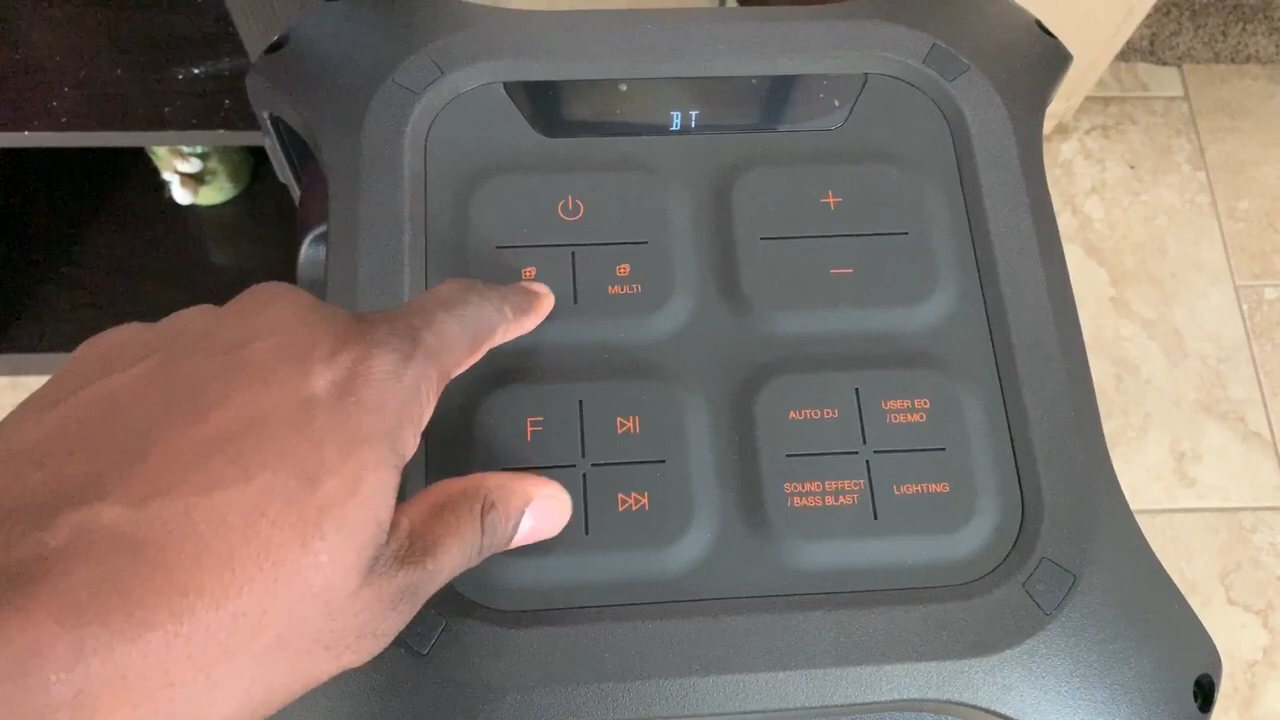 BT
MULTI
F
AUTO DJ
USER EQ
/ DEMO
SOUND EFFECT
/ BASS BLAST
LIGHTING